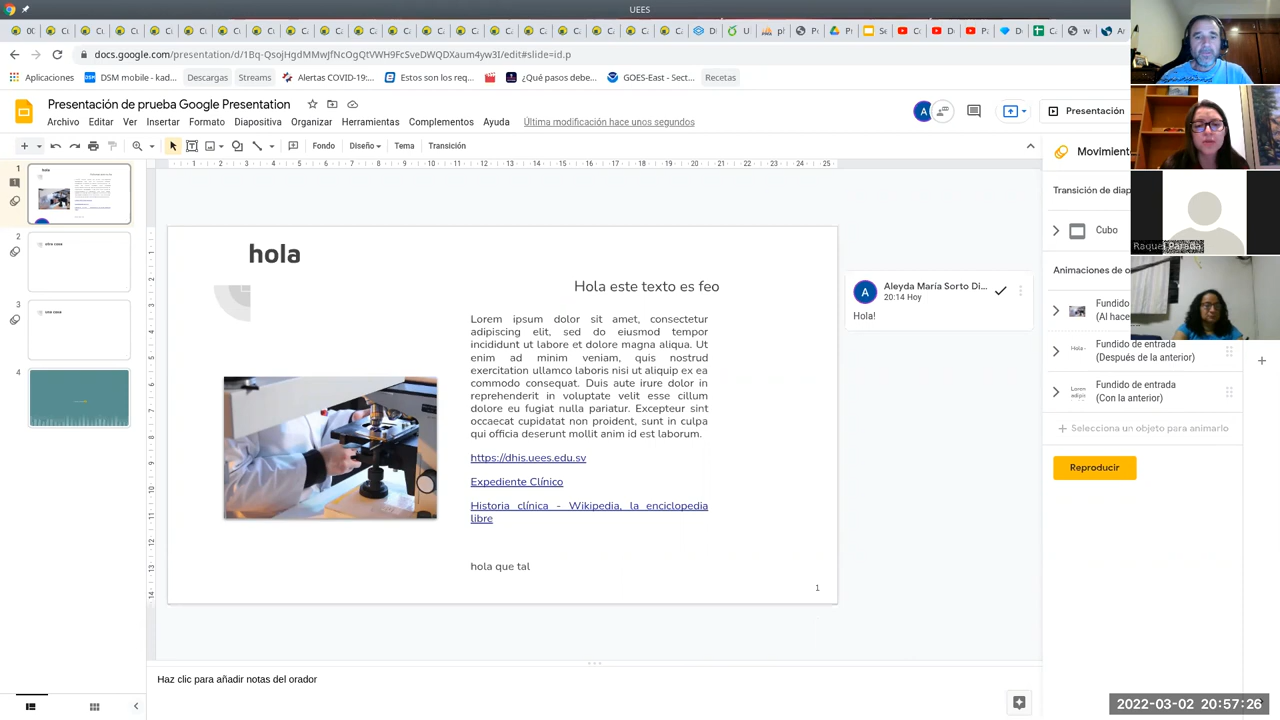 UEES
docs.google.com/presentation/d/1Bq-OsojHgdMMwJfNcOgQtVWH9FcSveDWQDXaum4yw3I/edit#slide=id.p
Aplicaciones
DSM mobile - kad...
Descargas
Streams
Alertas COVID-19:...
Estos son los req...
¿Qué pasos debe...
GOES-East - Sect...
Recetas
Presentación de prueba Google Presentation
Archivo Editar Ver Insertar Formato Herramientas Complementos Ayuda Última modificación hace unos segundos
Presentación
Fondo Diseño Tema Transición
hola
Hola este texto es feo
Lorem ipsum dolor sit amet, consectetur
adipiscing elit, sed do eiusmod tempor
incididunt ut labore et dolore magna aliqua. Ut
enim ad minim veniam, quis nostrud
exercitation ullamco laboris nisi ut aliquip ex ea
commodo consequat. Duis aute irure dolor in
reprehenderit in voluptate velit esse cillum
dolore eu fugiat nulla pariatur. Excepteur sint
occaecat cupidatat non proident, sunt in culpa
qui officia deserunt mollit anim id est laborum.
https://dhis.uees.edu.sv
Expediente Clínico
Historia clínica - Wikipedia, la enciclopedia
libre
hola que tal
1
Aleyda María Sorto Di...
20:14 Hoy
Hola!
Movimiento
Transición de diap
Cubo
Animaciones de o
Fundido
(Al hace
Fundido de entrada
(Después de la anterior)
Fundido de entrada
(Con la anterior)
Selecciona un objeto para animarlo
Reproducir
Raquel Parada
Haz clic para añadir notas del orador
2022-03-02 20:57:26